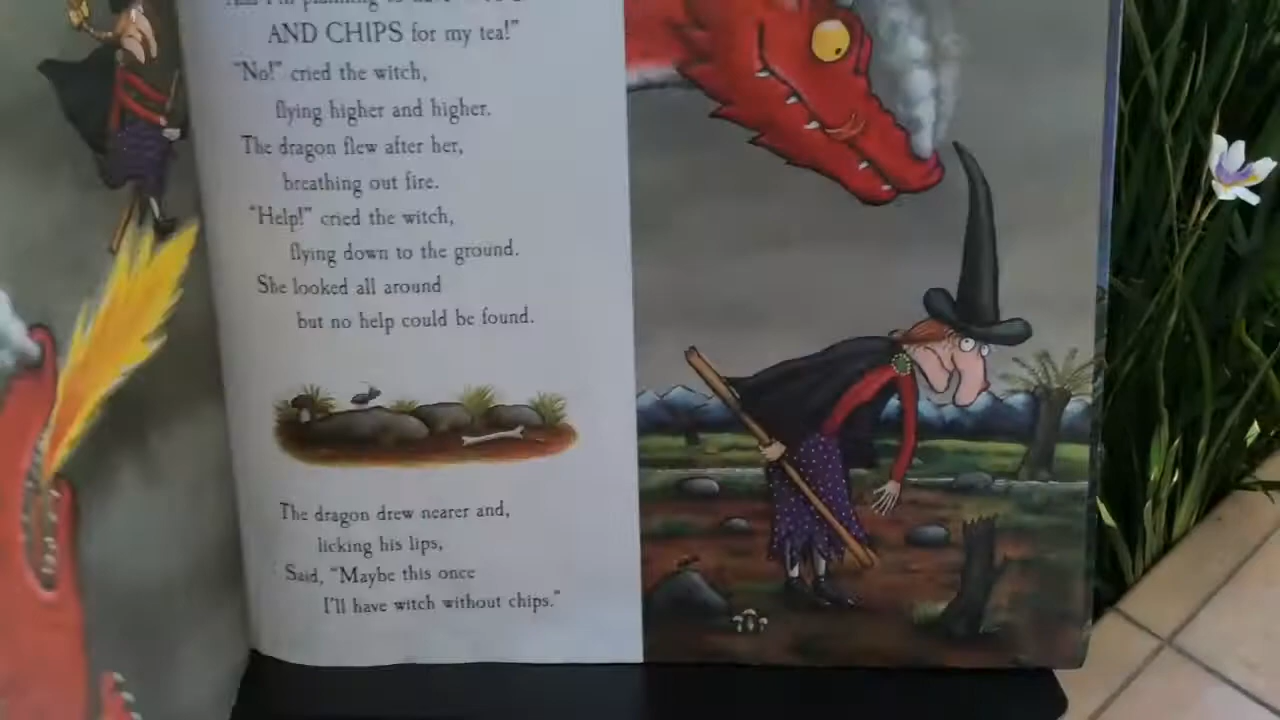 AND CHIPS for my tea!"
"No!" cried the witch,
flying higher and higher.
The dragon flew after her,
breathing out fire.
"Help!" cried the witch,
flying down to the ground.
She looked all around
but no help could be found.
The dragon drew nearer and,
licking his lips,
Said, "Maybe this once
I'll have witch without chips."